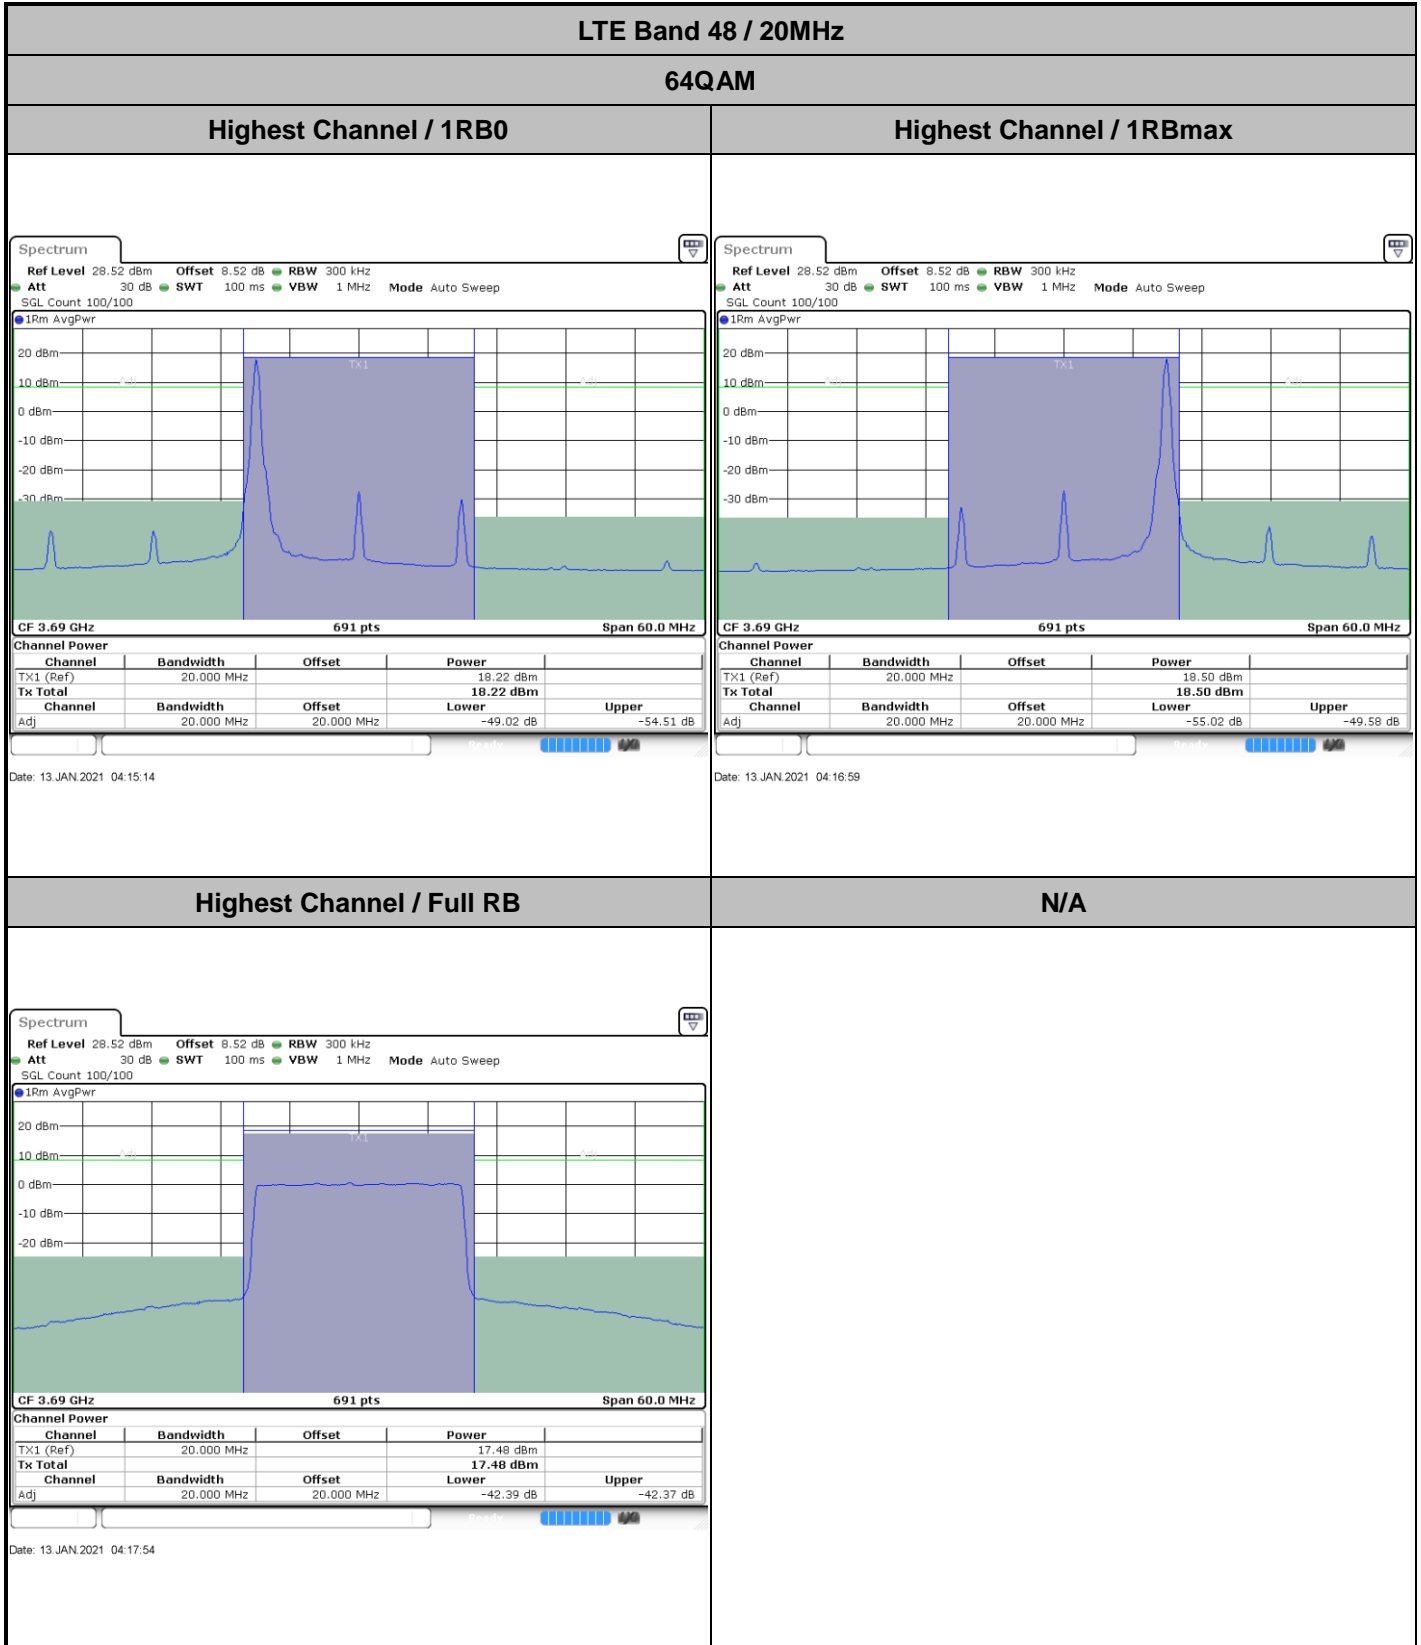 LTE Band 48 / 20MHz
64QAM
Highest Channel / 1RB0
Highest Channel / 1RBmax
Spectrum
Ref Level 28.52 dBm Offset 8.52 dB RBW 300 kHz
Att 30 dB SWT 100 ms VBW 1 MHz Mode Auto Sweep
SGL Count 100/100
1Rm AvgPwr
TX1
Adj
Adj
20 dBm
10 dBm
0 dBm
-10 dBm
-20 dBm
-30 dBm
CF 3.69 GHz 691 pts Span 60.0 MHz
Channel Power
Channel Bandwidth Offset Power
TX1 (Ref) 20.000 MHz 18.22 dBm
Tx Total 18.22 dBm
Channel Bandwidth Offset Lower Upper
Adj 20.000 MHz 20.000 MHz -49.02 dB -54.51 dB
Ready
Date: 13.JAN.2021 04:15:14
Spectrum
Ref Level 28.52 dBm Offset 8.52 dB RBW 300 kHz
Att 30 dB SWT 100 ms VBW 1 MHz Mode Auto Sweep
SGL Count 100/100
1Rm AvgPwr
TX1
Adj
Adj
20 dBm
10 dBm
0 dBm
-10 dBm
-20 dBm
-30 dBm
CF 3.69 GHz 691 pts Span 60.0 MHz
Channel Power
Channel Bandwidth Offset Power
TX1 (Ref) 20.000 MHz 18.50 dBm
Tx Total 18.50 dBm
Channel Bandwidth Offset Lower Upper
Adj 20.000 MHz 20.000 MHz -55.02 dB -49.58 dB
Ready
Date: 13.JAN.2021 04:16:59
Highest Channel / Full RB
N/A
Spectrum
Ref Level 28.52 dBm Offset 8.52 dB RBW 300 kHz
Att 30 dB SWT 100 ms VBW 1 MHz Mode Auto Sweep
SGL Count 100/100
1Rm AvgPwr
TX1
Adj
Adj
20 dBm
10 dBm
0 dBm
-10 dBm
-20 dBm
CF 3.69 GHz 691 pts Span 60.0 MHz
Channel Power
Channel Bandwidth Offset Power
TX1 (Ref) 20.000 MHz 17.48 dBm
Tx Total 17.48 dBm
Channel Bandwidth Offset Lower Upper
Adj 20.000 MHz 20.000 MHz -42.39 dB -42.37 dB
Ready
Date: 13.JAN.2021 04:17:54